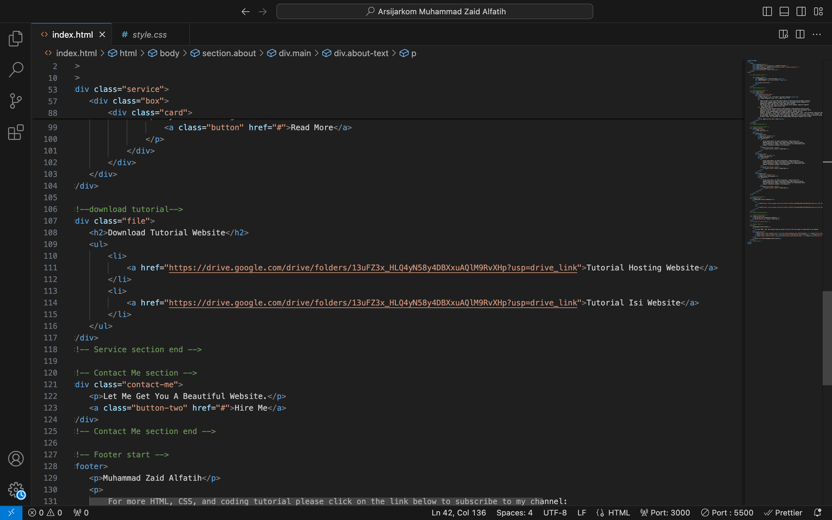 Arsijarkom Muhammad Zaid Alfatih
index.html
# style.css
index.html > html > body > section.about > div.main > div.about-text > p
2 >
10 >
53 div class="service">
57 <div class="box">
88 <div class="card">
99 <a class="button" href="#">Read More</a>
100 </p>
101 </div>
102 </div>
103 </div>
104 /div>
105
106 !--download tutorial-->
107 div class="file">
108 <h2>Download Tutorial Website</h2>
109 <ul>
110 <li>
111 <a href="https://drive.google.com/drive/folders/13uFZ3x_HLQ4yN58y4DBXxuAQlM9RvXHp?usp=drive_link">Tutorial Hosting Website</a>
112 </li>
113 <li>
114 <a href="https://drive.google.com/drive/folders/13uFZ3x_HLQ4yN58y4DBXxuAQlM9RvXHp?usp=drive_link">Tutorial Isi Website</a>
115 </li>
116 </ul>
117 /div>
118 !-- Service section end -->
119
120 !-- Contact Me section -->
121 div class="contact-me">
122 <p>Let Me Get You A Beautiful Website.</p>
123 <a class="button-two" href="#">Hire Me</a>
124 /div>
125 !-- Contact Me section end -->
126
127 !-- Footer start -->
128 footer>
129 <p>Muhammad Zaid Alfatih</p>
130 <p>
131 For more HTML, CSS, and coding tutorial please click on the link below to subscribe to my channel:
0 0 0 Ln 42, Col 136 Spaces: 4 UTF-8 LF HTML Port: 3000 Port : 5500 Prettier